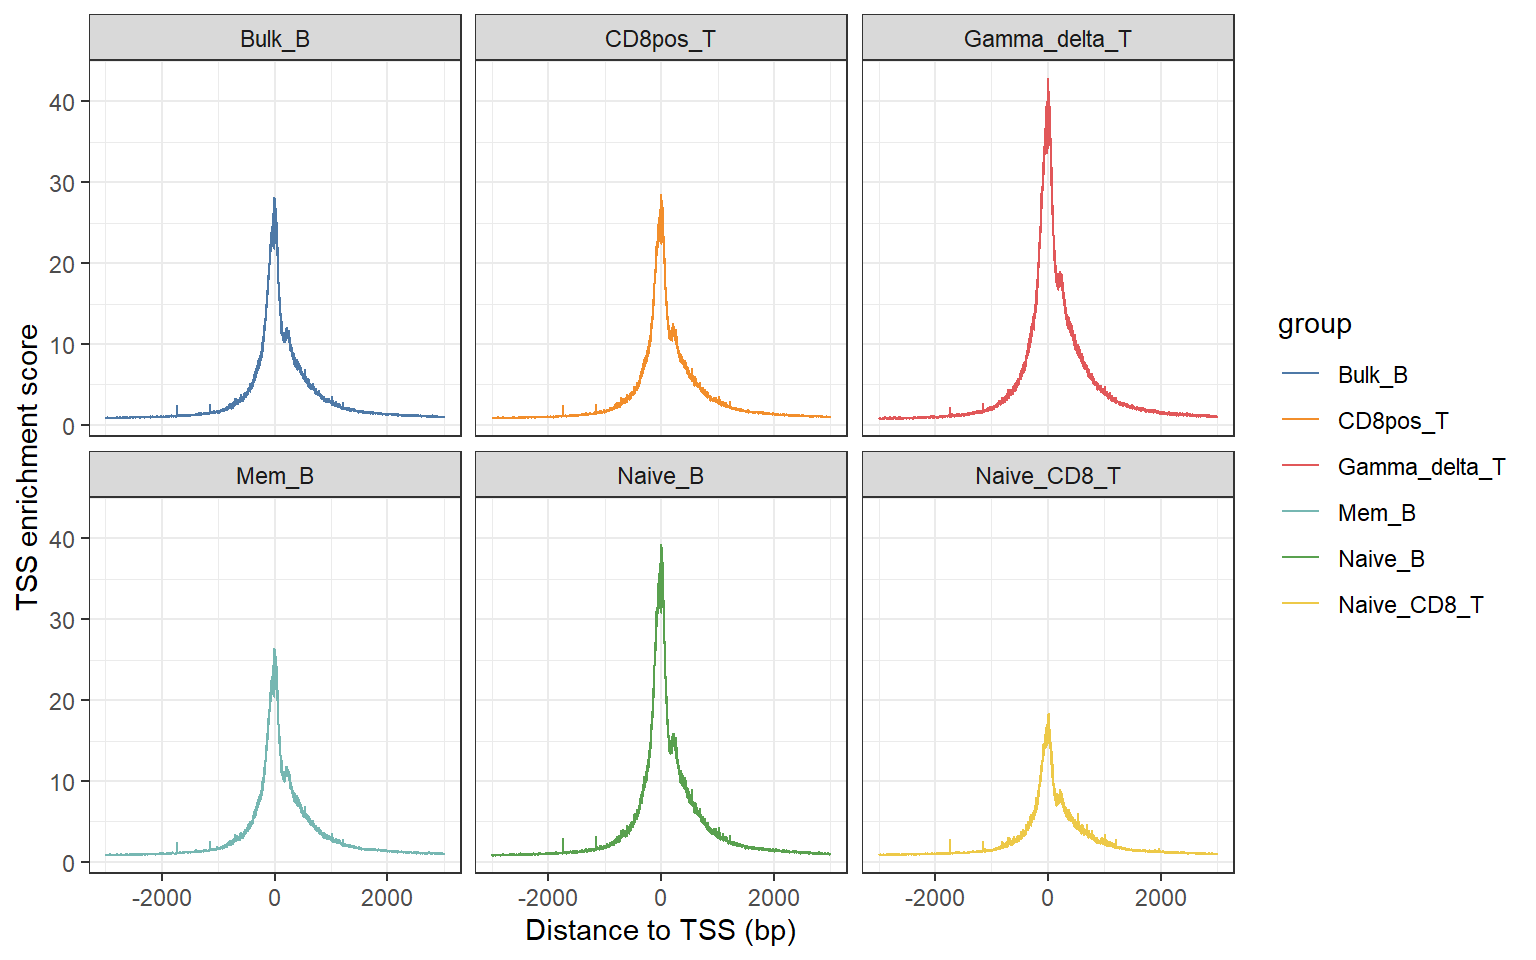 Bulk_B
CD8pos_T
Gamma_delta_T
40
30
20
10
0
Mem_B
Naive_B
Naive_CD8_T
40
30
20
10
0
-2000 0 2000
-2000 0 2000
-2000 0 2000
Distance to TSS (bp)
TSS enrichment score
group
Bulk_B
CD8pos_T
Gamma_delta_T
Mem_B
Naive_B
Naive_CD8_T